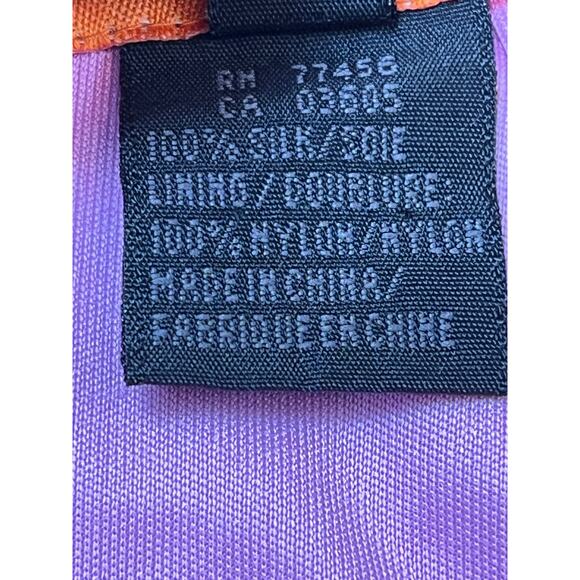 RN 77456
CA 03605
100% SILK/SOIE
LINING/DOUBLURE:
100% NYLON/NYLON
MADE IN CHINA/
FABRIQUE EN CHINE